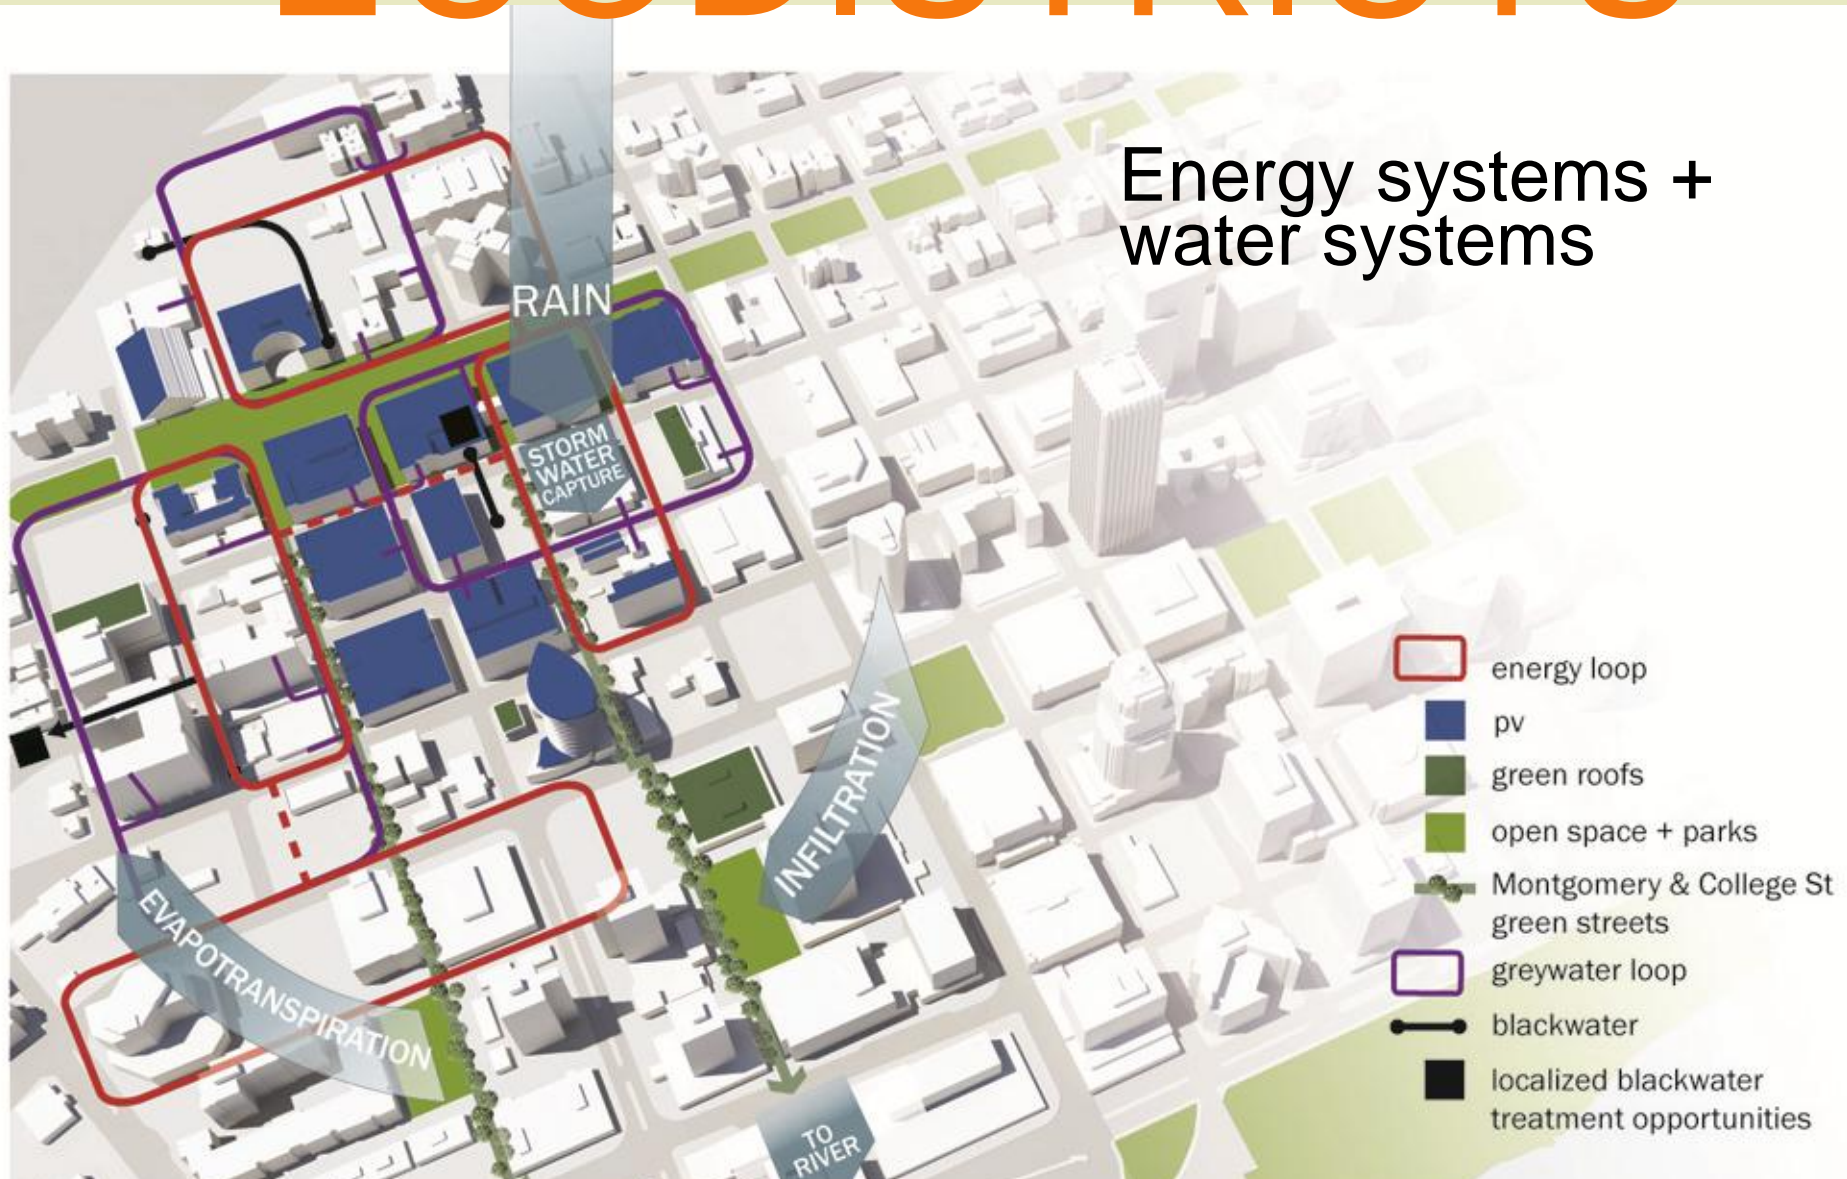 ECODISTRICTS
Energy systems +
water systems
RAIN
STORM
WATER
CAPTURE
INFILTRATION
EVAPOTRANSPIRATION
TO
RIVER
energy loop
pv
green roofs
open space + parks
Montgomery & College St
green streets
greywater loop
blackwater
localized blackwater
treatment opportunities